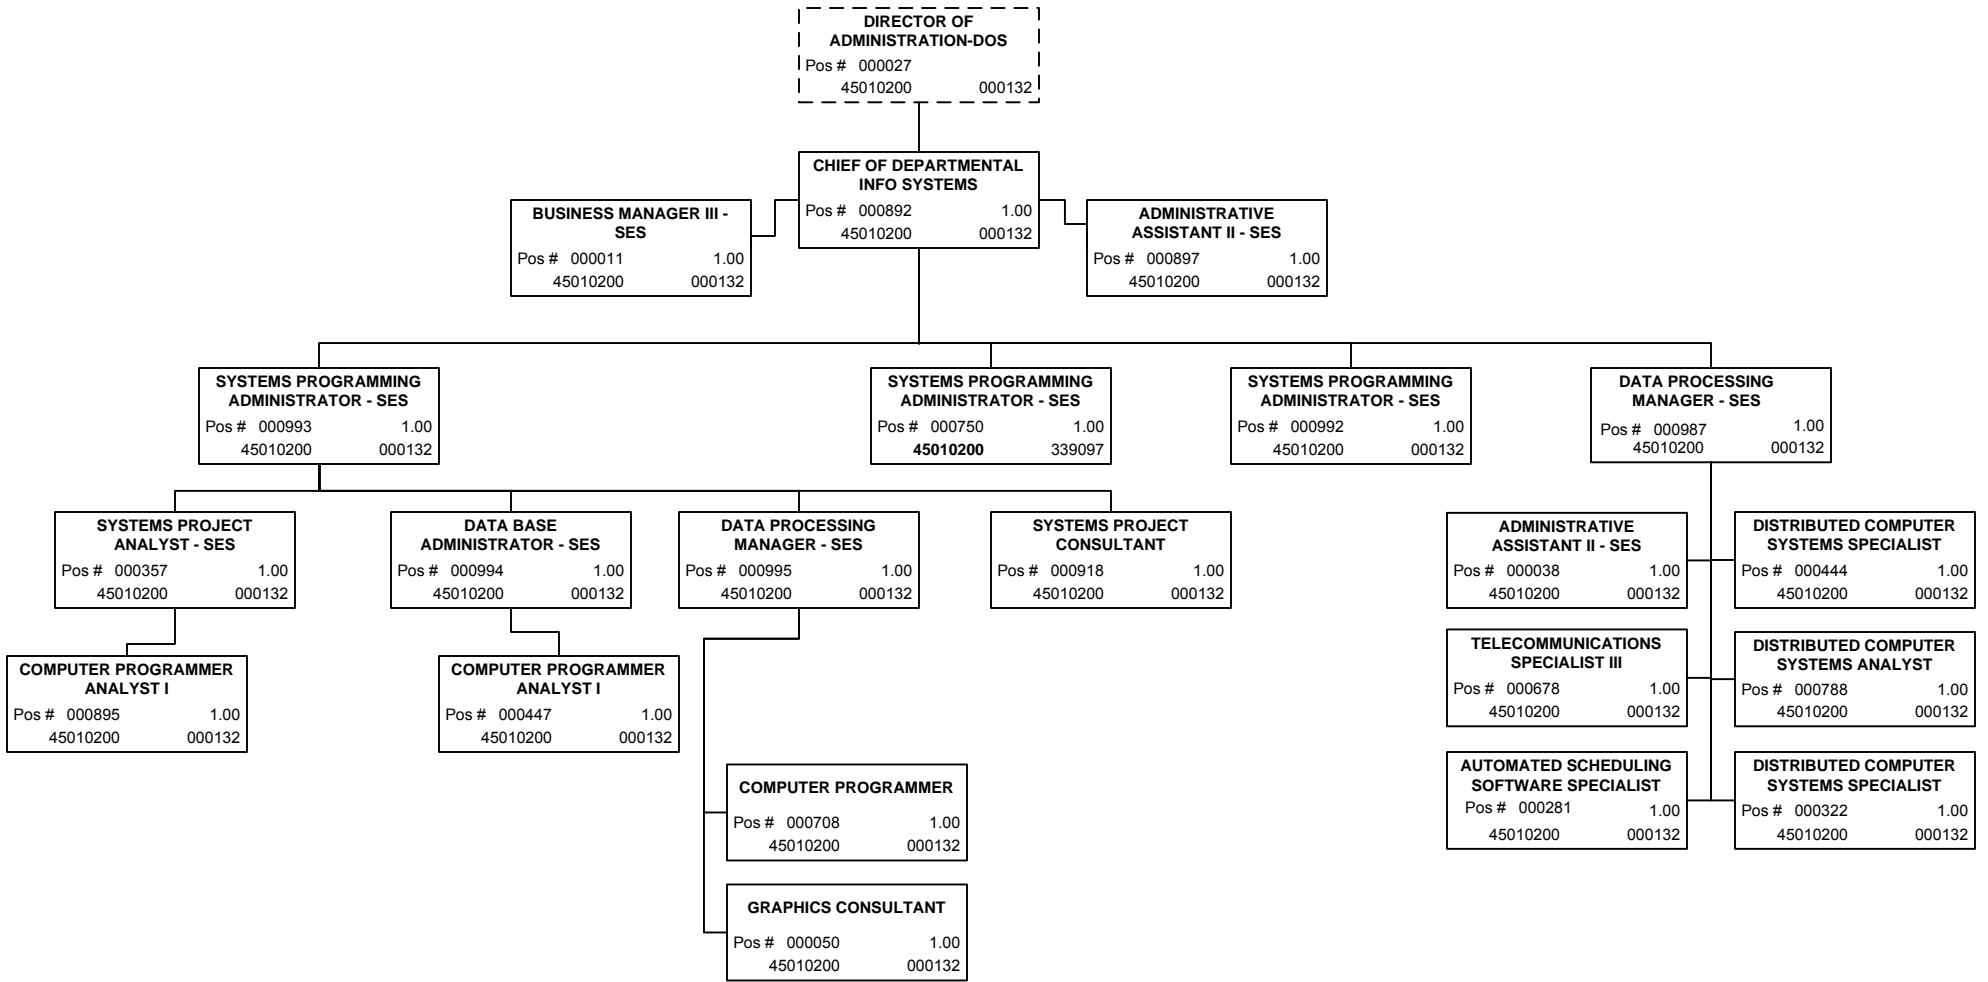 DIRECTOR OF
ADMINISTRATION-DOS
Pos # 000027
45010200 000132
CHIEF OF DEPARTMENTAL
INFO SYSTEMS
Pos # 000892 1.00
45010200 000132
BUSINESS MANAGER III -
SES
Pos # 000011 1.00
45010200 000132
ADMINISTRATIVE
ASSISTANT II - SES
Pos # 000897 1.00
45010200 000132
SYSTEMS PROGRAMMING
ADMINISTRATOR - SES
Pos # 000993 1.00
45010200 000132
SYSTEMS PROGRAMMING
ADMINISTRATOR - SES
Pos # 000750 1.00
45010200 339097
SYSTEMS PROGRAMMING
ADMINISTRATOR - SES
Pos # 000992 1.00
45010200 000132
DATA PROCESSING
MANAGER - SES
Pos # 000987 1.00
45010200 000132
SYSTEMS PROJECT
ANALYST - SES
Pos # 000357 1.00
45010200 000132
DATA BASE
ADMINISTRATOR - SES
Pos # 000994 1.00
45010200 000132
DATA PROCESSING
MANAGER - SES
Pos # 000995 1.00
45010200 000132
SYSTEMS PROJECT
CONSULTANT
Pos # 000918 1.00
45010200 000132
ADMINISTRATIVE
ASSISTANT II - SES
Pos # 000038 1.00
45010200 000132
DISTRIBUTED COMPUTER
SYSTEMS SPECIALIST
Pos # 000444 1.00
45010200 000132
COMPUTER PROGRAMMER
ANALYST I
Pos # 000895 1.00
45010200 000132
COMPUTER PROGRAMMER
ANALYST I
Pos # 000447 1.00
45010200 000132
TELECOMMUNICATIONS
SPECIALIST III
Pos # 000678 1.00
45010200 000132
DISTRIBUTED COMPUTER
SYSTEMS ANALYST
Pos # 000788 1.00
45010200 000132
COMPUTER PROGRAMMER
Pos # 000708 1.00
45010200 000132
AUTOMATED SCHEDULING
SOFTWARE SPECIALIST
Pos # 000281 1.00
45010200 000132
DISTRIBUTED COMPUTER
SYSTEMS SPECIALIST
Pos # 000322 1.00
45010200 000132
GRAPHICS CONSULTANT
Pos # 000050 1.00
45010200 000132